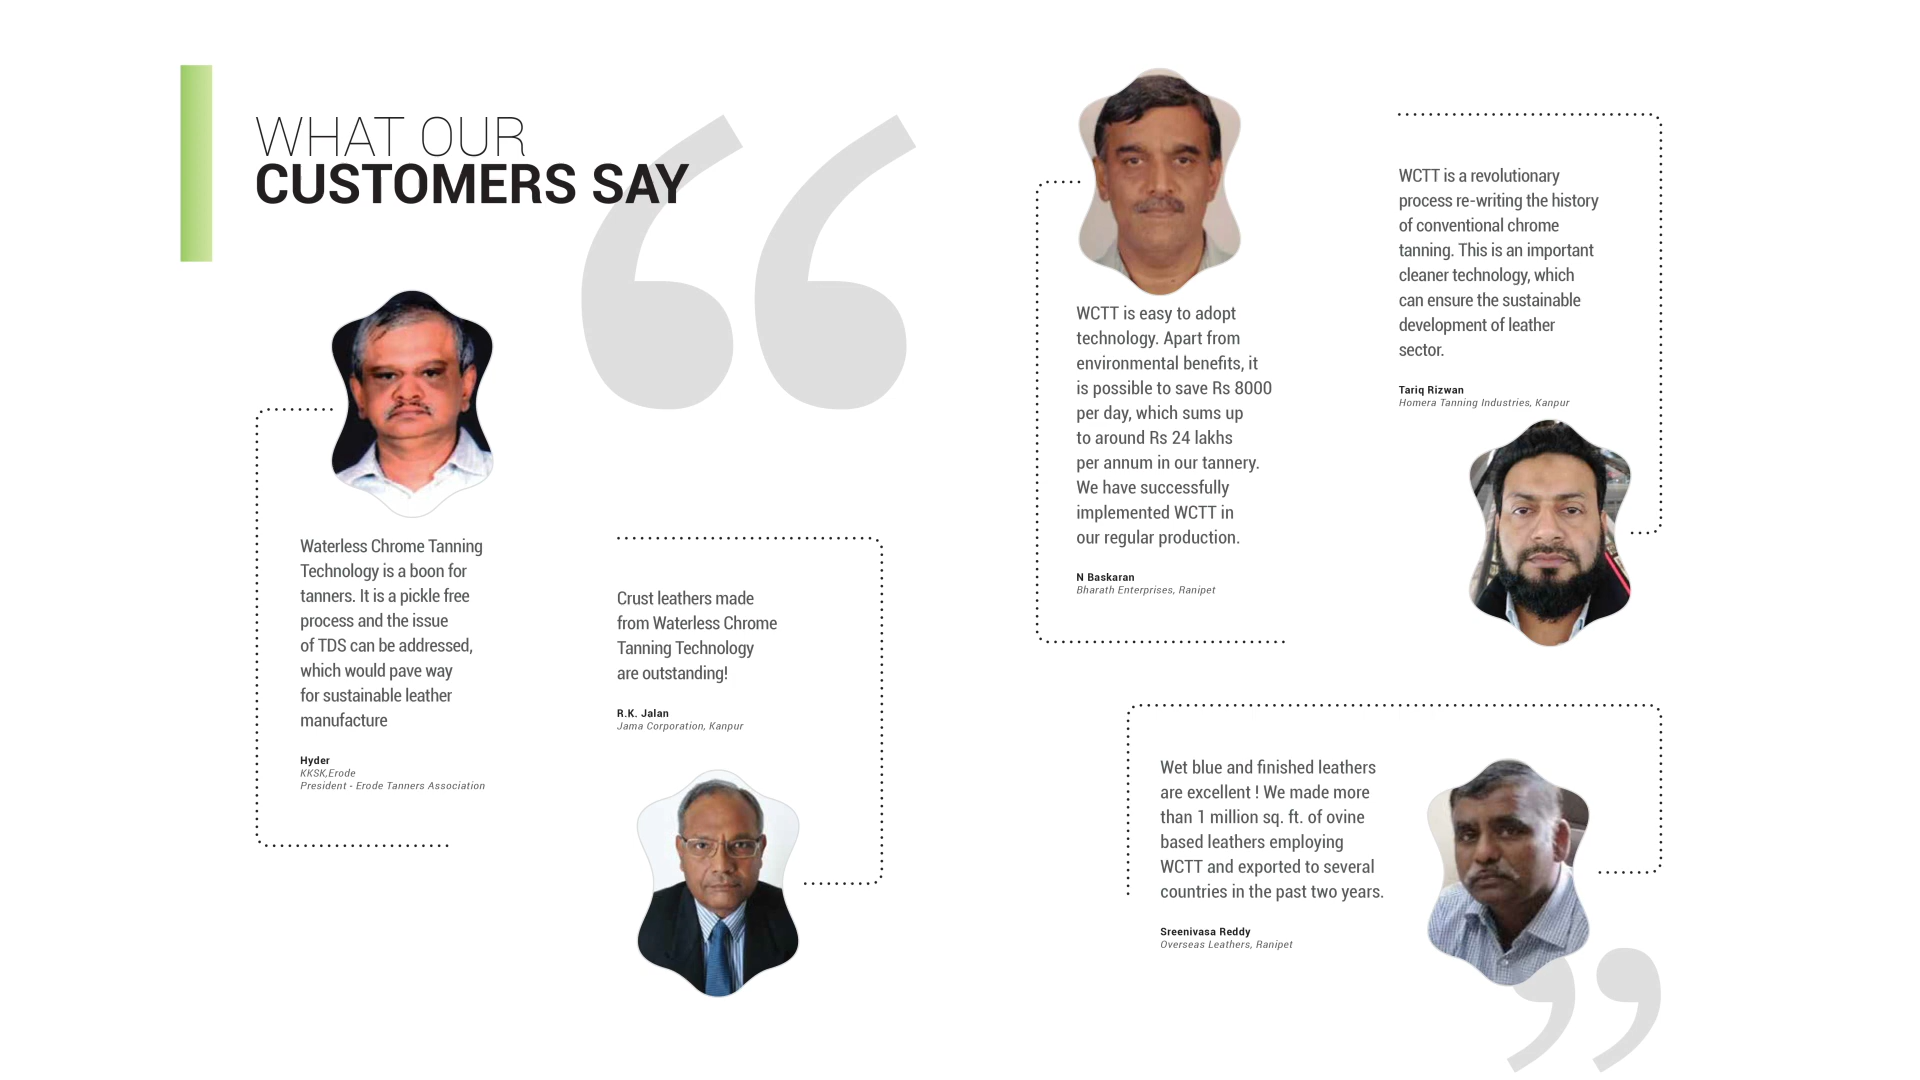 WHAT OUR
CUSTOMERS SAY
Waterless Chrome Tanning
Technology is a boon for
tanners. It is a pickle free
process and the issue
of TDS can be addressed,
which would pave way
for sustainable leather
manufacture
Hyder
KKSK,Erode
President - Erode Tanners Association
Crust leathers made
from Waterless Chrome
Tanning Technology
are outstanding!
R.K. Jalan
Jama Corporation, Kanpur
WCTT is easy to adopt
technology. Apart from
environmental benefits, it
is possible to save Rs 8000
per day, which sums up
to around Rs 24 lakhs
per annum in our tannery.
We have successfully
implemented WCTT in
our regular production.
N Baskaran
Bharath Enterprises, Ranipet
WCTT is a revolutionary
process re-writing the history
of conventional chrome
tanning. This is an important
cleaner technology, which
can ensure the sustainable
development of leather
sector.
Tariq Rizwan
Homera Tanning Industries, Kanpur
Wet blue and finished leathers
are excellent ! We made more
than 1 million sq. ft. of ovine
based leathers employing
WCTT and exported to several
countries in the past two years.
Sreenivasa Reddy
Overseas Leathers, Ranipet